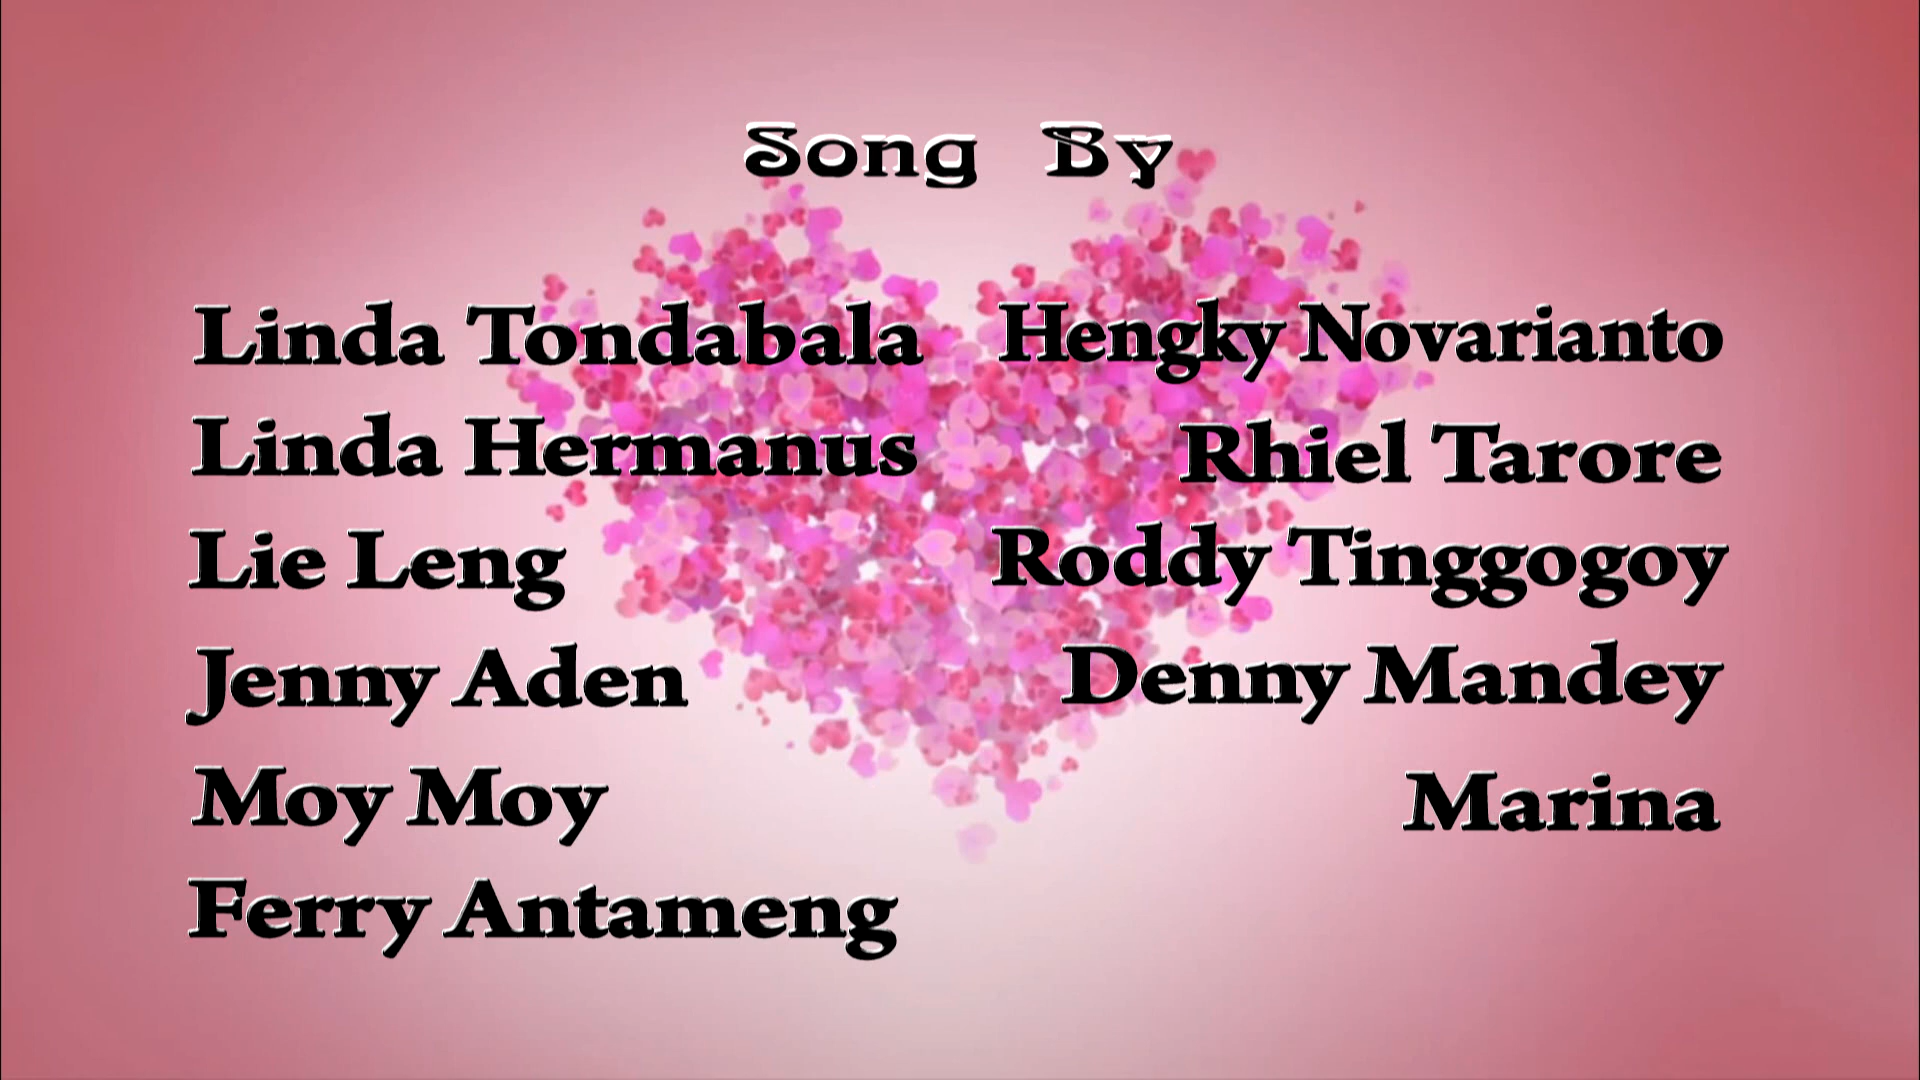 Song By
Linda Tondabala
Linda Hermanus
Lie Leng
Jenny Aden
Moy Moy
Ferry Antameng
Hengky Novarianto
Rhiel Tarore
Roddy Tinggogoy
Denny Mandey
Marina